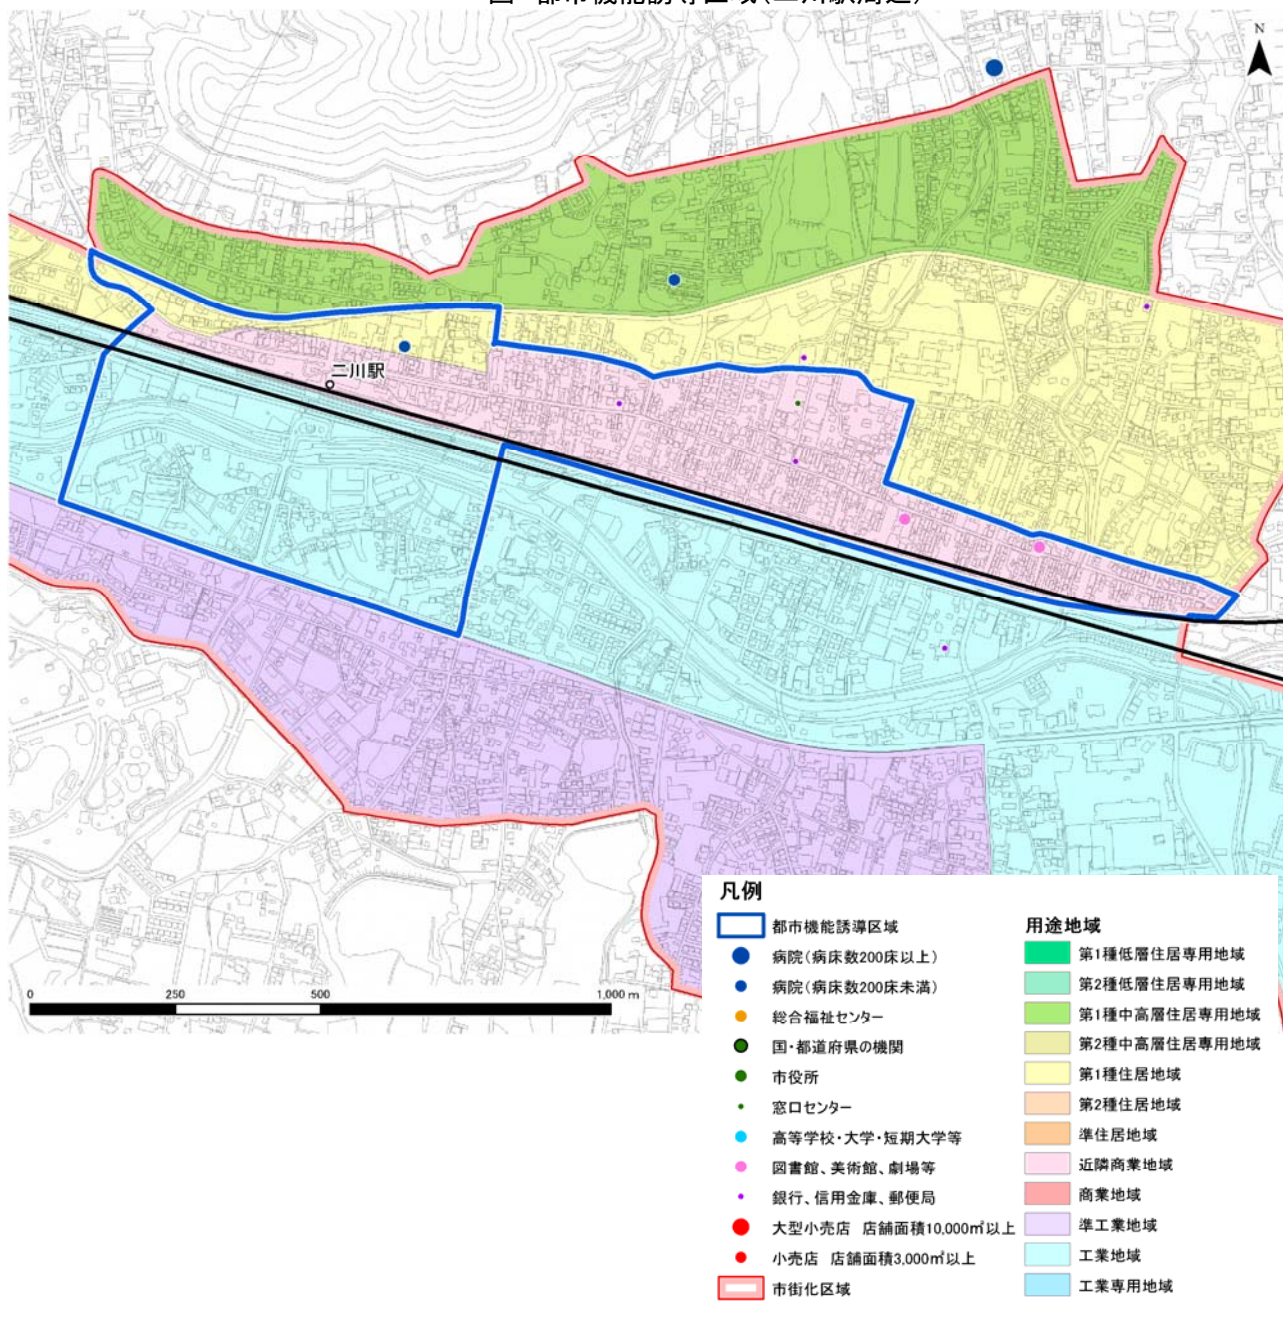 N
二川駅
0 250 500 1,000 m
凡例
都市機能誘導区域
病院(病床数200床以上)
病院(病床数200床未満)
総合福祉センター
国・都道府県の機関
市役所
窓口センター
高等学校・大学・短期大学等
図書館、美術館、劇場等
銀行、信用金庫、郵便局
大型小売店 店舗面積10,000㎡以上
小売店 店舗面積3,000㎡以上
市街化区域
用途地域
第1種低層住居専用地域
第2種低層住居専用地域
第1種中高層住居専用地域
第2種中高層住居専用地域
第1種住居地域
第2種住居地域
準住居地域
近隣商業地域
商業地域
準工業地域
工業地域
工業専用地域